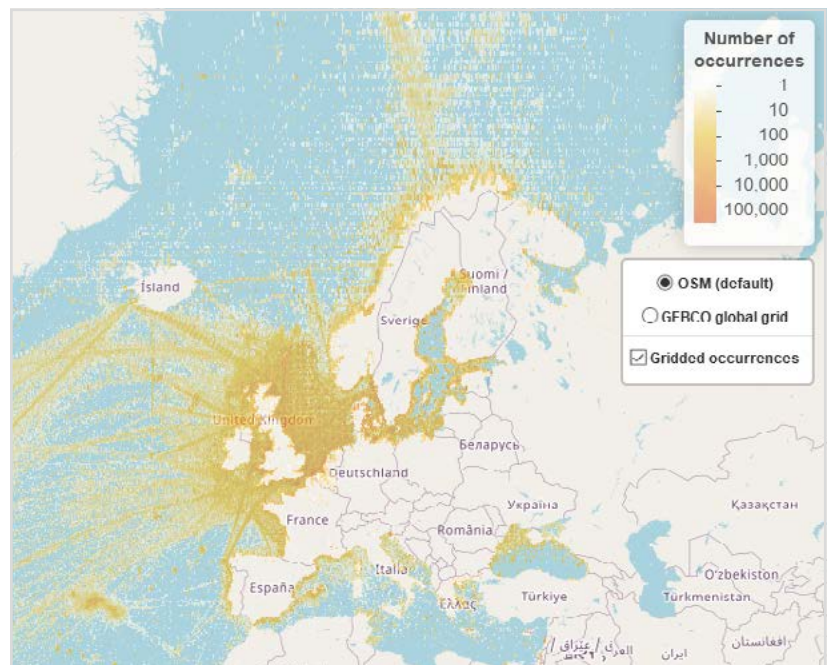 Number of
occurrences
1
10
100
1,000
10,000
100,000
OSM (default)
GEBCO global grid
Gridded occurrences
Ísland
Suomi /
Finland
Sverige
United Kingdom
Беларусь
Deutschland
Україна
Қазақстан
France
România
Italia
O'zbekiston
España
Ελλάς
Türkiye
Türkmenistan
العراق / عێراق
ایران
افغانستان